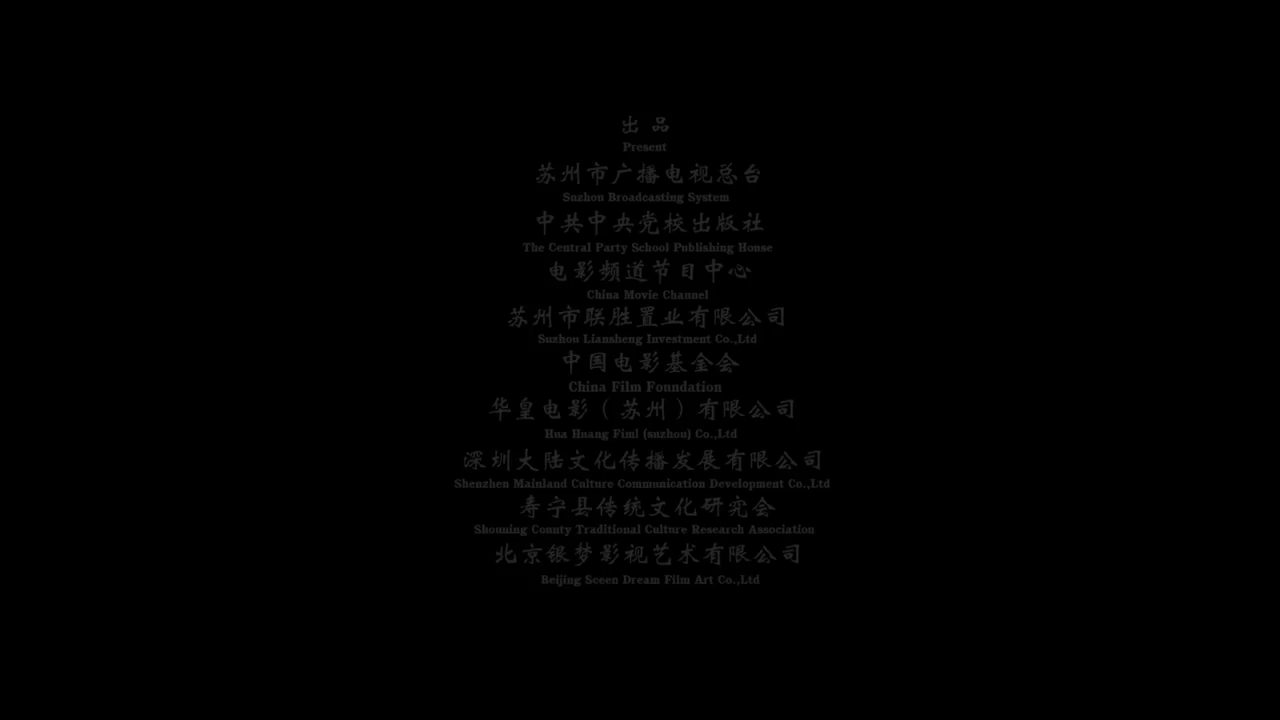 出品
Present
苏州市广播电视总台
Suzhou Broadcasting System
中共中央党校出版社
The Central Party School Publishing House
电影频道节目中心
China Movie Channel
苏州市联胜置业有限公司
Suzhou Liansheng Investment Co.,Ltd
中国电影基金会
China Film Foundation
华皇电影（苏州）有限公司
Hua Huang Fiml (suzhou) Co.,Ltd
深圳大陆文化传播发展有限公司
Shenzhen Mainland Culture Communication Development Co.,Ltd
寿宁县传统文化研究会
Shouning County Traditional Culture Research Association
北京银梦影视艺术有限公司
Beijing Sceen Dream Film Art Co.,Ltd